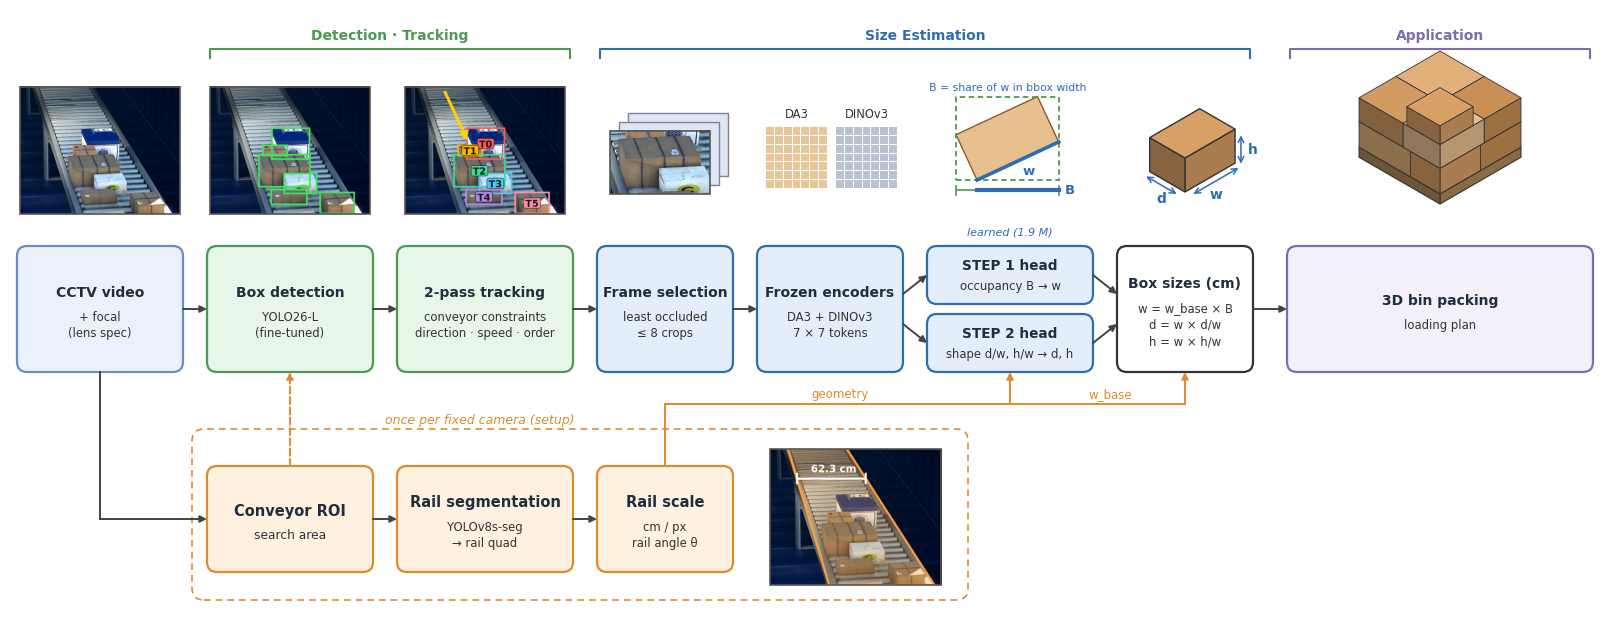 Detection · Tracking
Size Estimation
Application
B = share of w in bbox width
DA3
DINOv3
T0
T1
T2
T3
T4
T5
w
B
h
d
w
learned (1.9 M)
CCTV video
+ focal
(lens spec)
Box detection
YOLO26-L
(fine-tuned)
2-pass tracking
conveyor constraints
direction · speed · order
Frame selection
least occluded
≤ 8 crops
Frozen encoders
DA3 + DINOv3
7 × 7 tokens
STEP 1 head
occupancy B → w
STEP 2 head
shape d/w, h/w → d, h
Box sizes (cm)
w = w_base × B
d = w × d/w
h = w × h/w
3D bin packing
loading plan
geometry
w_base
once per fixed camera (setup)
Conveyor ROI
search area
Rail segmentation
YOLOv8s-seg
→ rail quad
Rail scale
cm / px
rail angle θ
62.3 cm